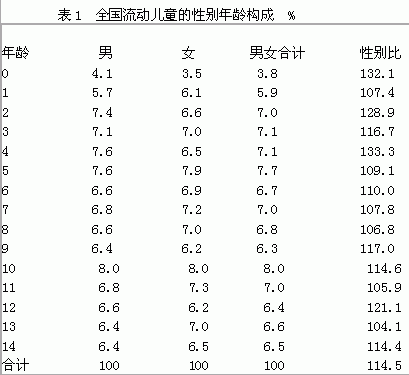 表1 全国流动儿童的性别年龄构成 %
年龄 男 女 男女合计 性别比
0 4.1 3.5 3.8 132.1
1 5.7 6.1 5.9 107.4
2 7.4 6.6 7.0 128.9
3 7.1 7.0 7.1 116.7
4 7.6 6.5 7.1 133.3
5 7.6 7.9 7.7 109.1
6 6.6 6.9 6.7 110.0
7 6.8 7.2 7.0 107.8
8 6.6 7.0 6.8 106.8
9 6.4 6.2 6.3 117.0
10 8.0 8.0 8.0 114.6
11 6.8 7.3 7.0 105.9
12 6.6 6.2 6.4 121.1
13 6.4 7.0 6.6 104.1
14 6.4 6.5 6.5 114.4
合计 100 100 100 114.5